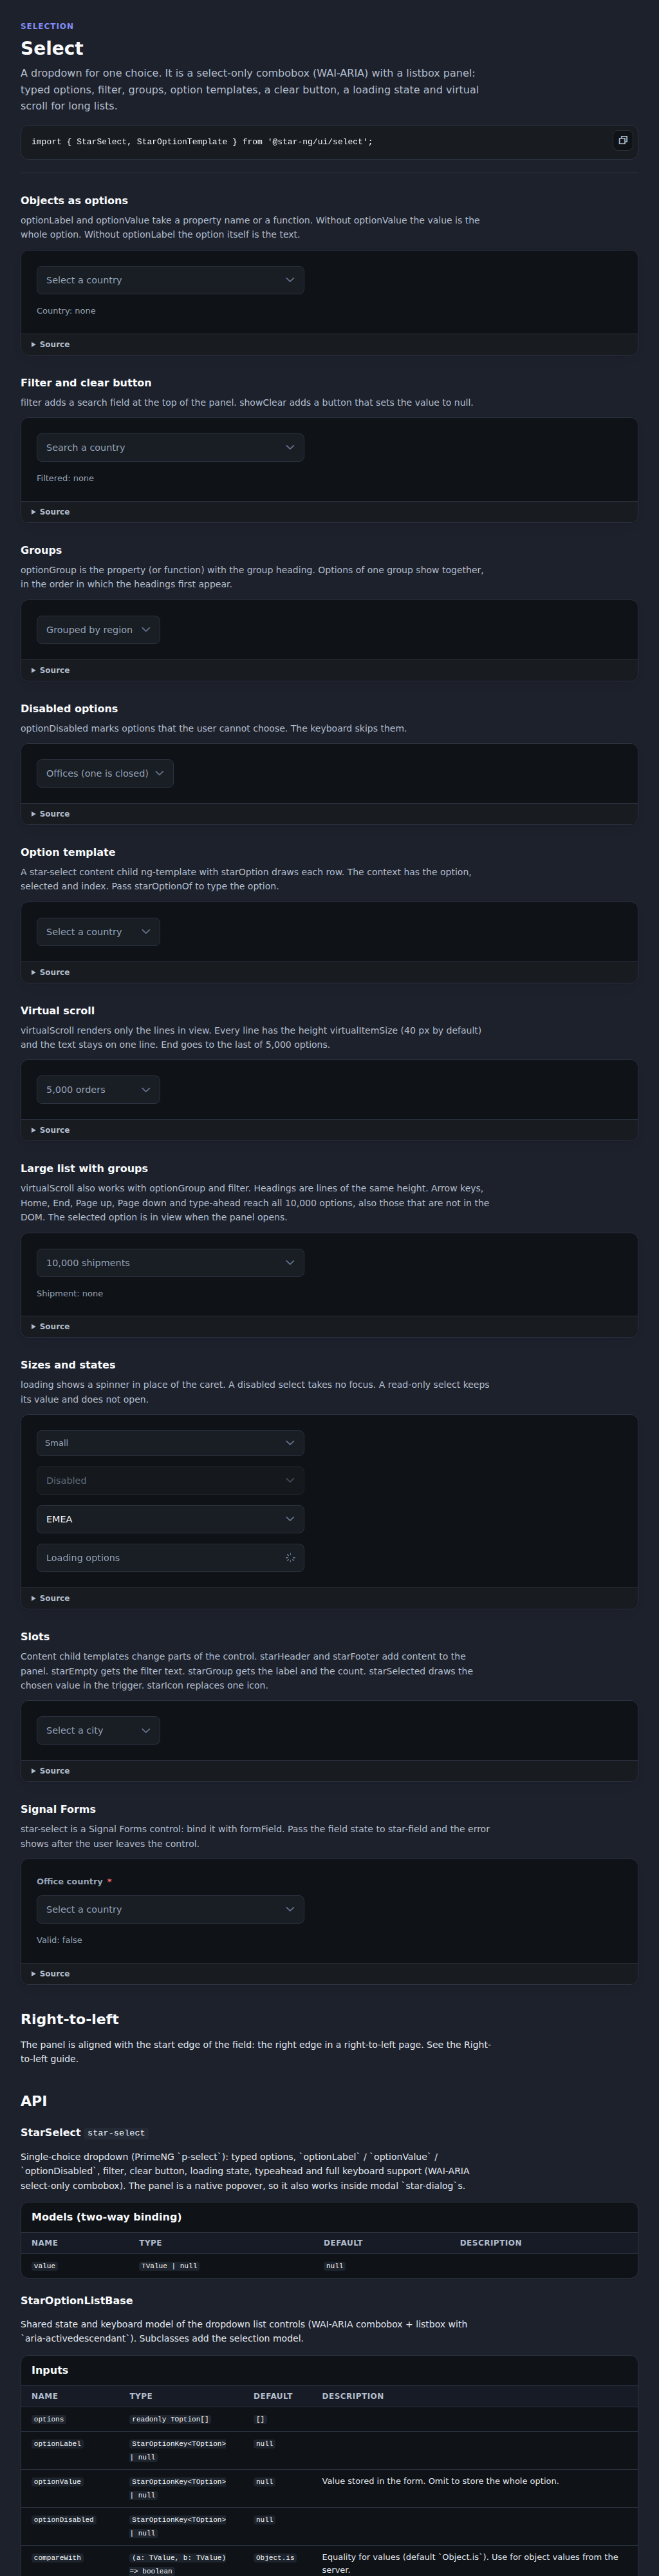 SELECTION
Select
A dropdown for one choice. It is a select-only combobox (WAI-ARIA) with a listbox panel:
typed options, filter, groups, option templates, a clear button, a loading state and virtual
scroll for long lists.
import { StarSelect, StarOptionTemplate } from '@star-ng/ui/select';
Objects as options
optionLabel and optionValue take a property name or a function. Without optionValue the value is the
whole option. Without optionLabel the option itself is the text.
Select a country
Country: none
Source
Filter and clear button
filter adds a search field at the top of the panel. showClear adds a button that sets the value to null.
Search a country
Filtered: none
Source
Groups
optionGroup is the property (or function) with the group heading. Options of one group show together,
in the order in which the headings first appear.
Grouped by region
Source
Disabled options
optionDisabled marks options that the user cannot choose. The keyboard skips them.
Offices (one is closed)
Source
Option template
A star-select content child ng-template with starOption draws each row. The context has the option,
selected and index. Pass starOptionOf to type the option.
Select a country
Source
Virtual scroll
virtualScroll renders only the lines in view. Every line has the height virtualItemSize (40 px by default)
and the text stays on one line. End goes to the last of 5,000 options.
5,000 orders
Source
Large list with groups
virtualScroll also works with optionGroup and filter. Headings are lines of the same height. Arrow keys,
Home, End, Page up, Page down and type-ahead reach all 10,000 options, also those that are not in the
DOM. The selected option is in view when the panel opens.
10,000 shipments
Shipment: none
Source
Sizes and states
loading shows a spinner in place of the caret. A disabled select takes no focus. A read-only select keeps
its value and does not open.
Small
Disabled
EMEA
Loading options
Source
Slots
Content child templates change parts of the control. starHeader and starFooter add content to the
panel. starEmpty gets the filter text. starGroup gets the label and the count. starSelected draws the
chosen value in the trigger. starIcon replaces one icon.
Select a city
Source
Signal Forms
star-select is a Signal Forms control: bind it with formField. Pass the field state to star-field and the error
shows after the user leaves the control.
Office country *
Select a country
Valid: false
Source
Right-to-left
The panel is aligned with the start edge of the field: the right edge in a right-to-left page. See the Right-
to-left guide.
API
StarSelect star-select
Single-choice dropdown (PrimeNG `p-select`): typed options, `optionLabel` / `optionValue` /
`optionDisabled`, filter, clear button, loading state, typeahead and full keyboard support (WAI-ARIA
select-only combobox). The panel is a native popover, so it also works inside modal `star-dialog`s.
Models (two-way binding)
NAME TYPE DEFAULT DESCRIPTION
value TValue | null null
StarOptionListBase
Shared state and keyboard model of the dropdown list controls (WAI-ARIA combobox + listbox with
`aria-activedescendant`). Subclasses add the selection model.
Inputs
NAME TYPE DEFAULT DESCRIPTION
options readonly TOption[] []
optionLabel StarOptionKey<TOption> null
| null
optionValue StarOptionKey<TOption> null Value stored in the form. Omit to store the whole option.
| null
optionDisabled StarOptionKey<TOption> null
| null
compareWith (a: TValue, b: TValue) Object.is Equality for values (default `Object.is`). Use for object values from the
=> boolean server.